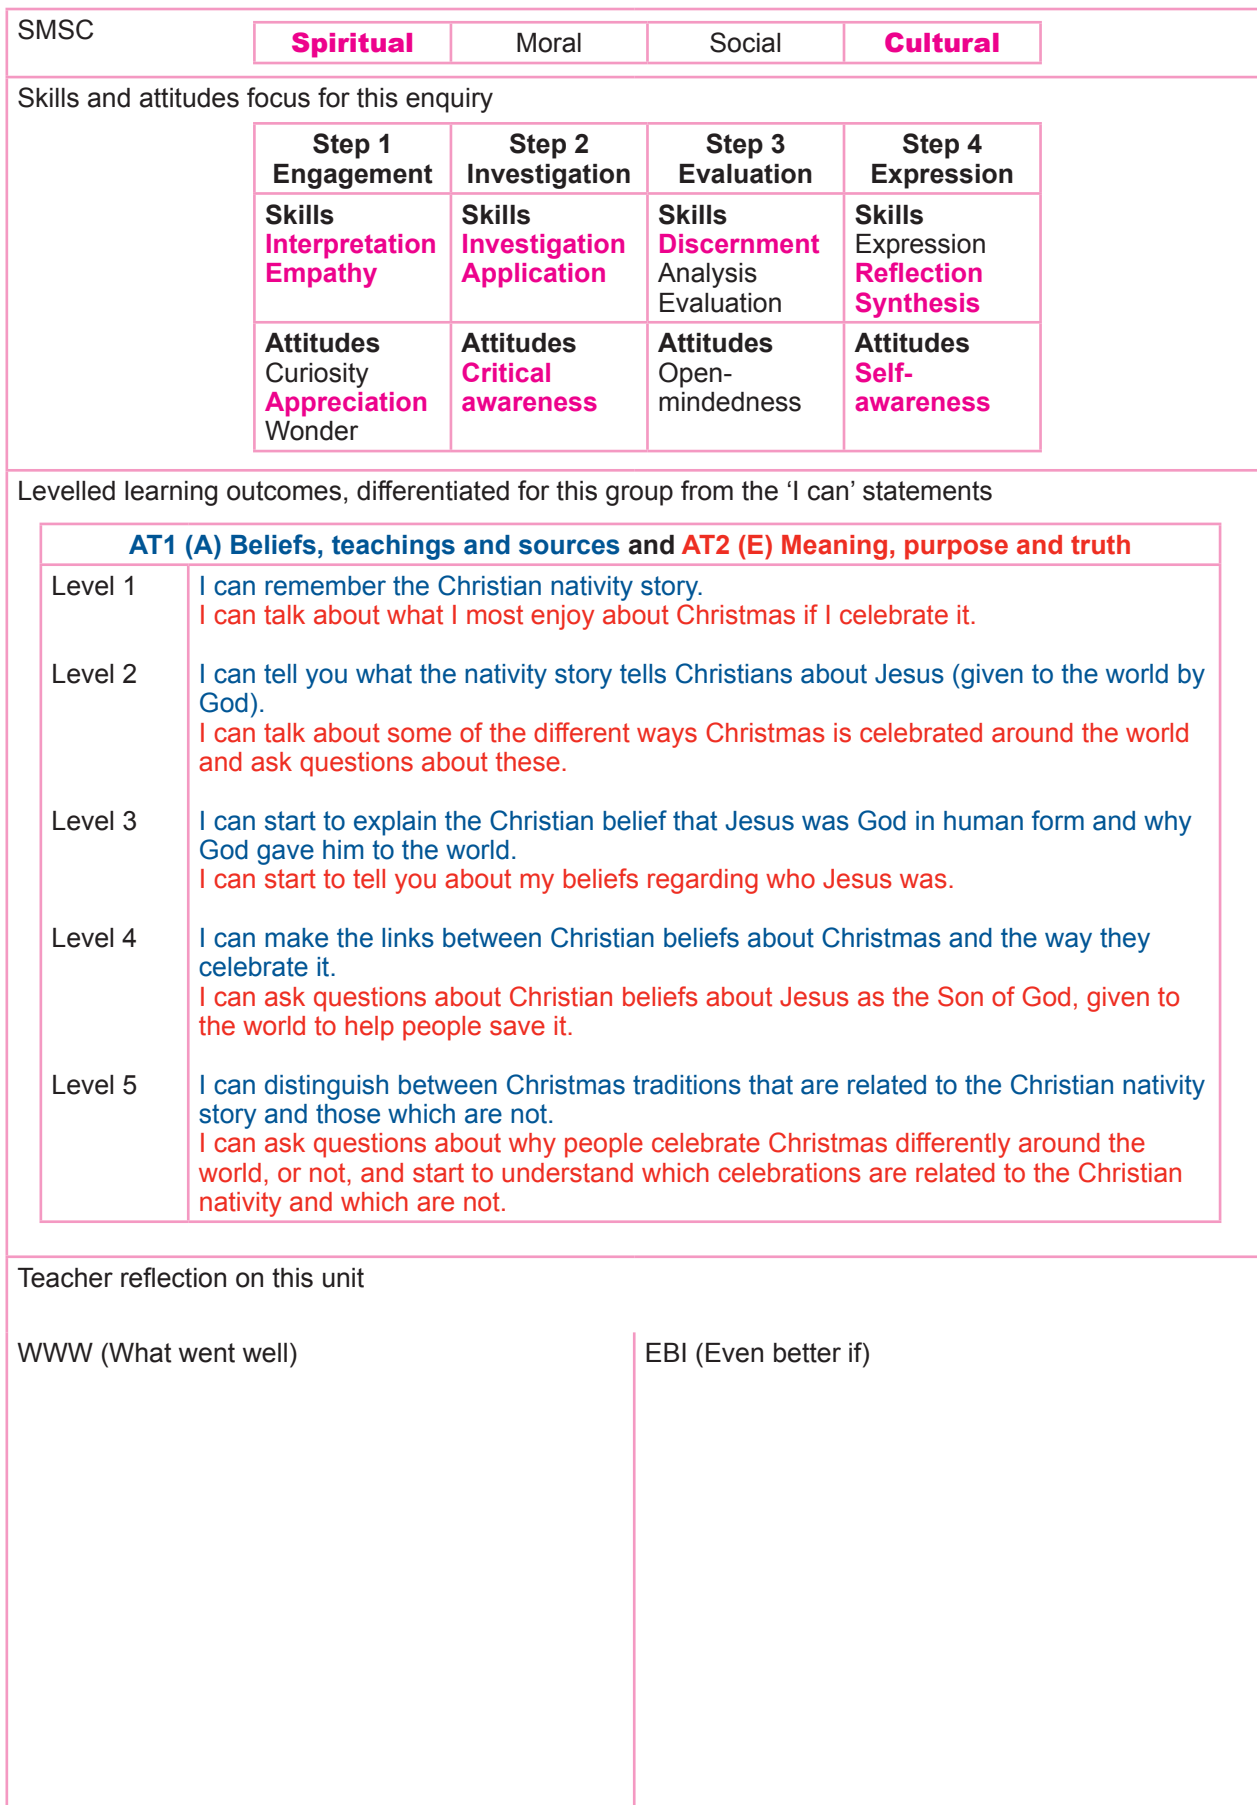 SMSC
Spiritual Moral Social Cultural
Skills and attitudes focus for this enquiry
Step 1 Step 2 Step 3 Step 4
Engagement Investigation Evaluation Expression
Skills Skills Skills Skills
Interpretation Investigation Discernment Expression
Empathy Application Analysis Reflection
Evaluation Synthesis
Attitudes Attitudes Attitudes Attitudes
Curiosity Critical Open- Self-
Appreciation awareness mindedness awareness
Wonder
Levelled learning outcomes, differentiated for this group from the ‘I can’ statements
AT1 (A) Beliefs, teachings and sources and AT2 (E) Meaning, purpose and truth
Level 1 I can remember the Christian nativity story.
I can talk about what I most enjoy about Christmas if I celebrate it.
Level 2 I can tell you what the nativity story tells Christians about Jesus (given to the world by
God).
I can talk about some of the different ways Christmas is celebrated around the world
and ask questions about these.
Level 3 I can start to explain the Christian belief that Jesus was God in human form and why
God gave him to the world.
I can start to tell you about my beliefs regarding who Jesus was.
Level 4 I can make the links between Christian beliefs about Christmas and the way they
celebrate it.
I can ask questions about Christian beliefs about Jesus as the Son of God, given to
the world to help people save it.
Level 5 I can distinguish between Christmas traditions that are related to the Christian nativity
story and those which are not.
I can ask questions about why people celebrate Christmas differently around the
world, or not, and start to understand which celebrations are related to the Christian
nativity and which are not.
Teacher reflection on this unit
WWW (What went well) EBI (Even better if)